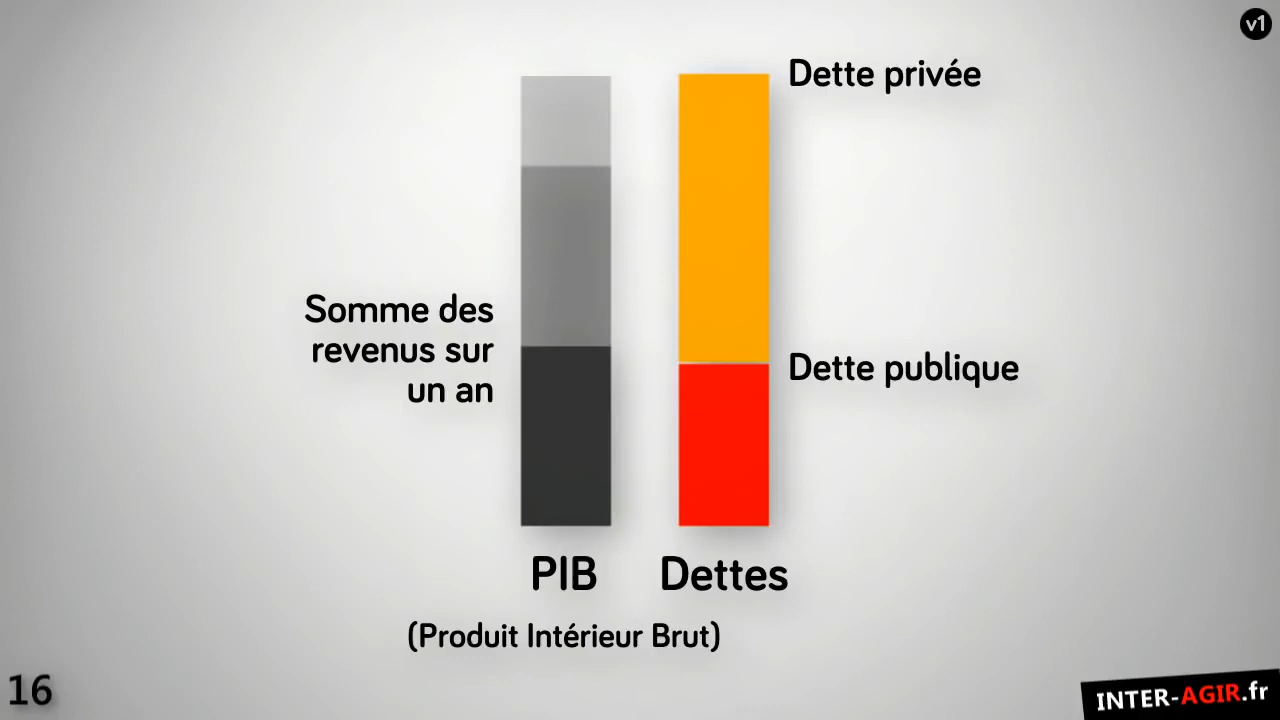 v1
Dette privée
Somme des
revenus sur
un an
Dette publique
PIB
Dettes
(Produit Intérieur Brut)
16
INTER-AGIR.fr